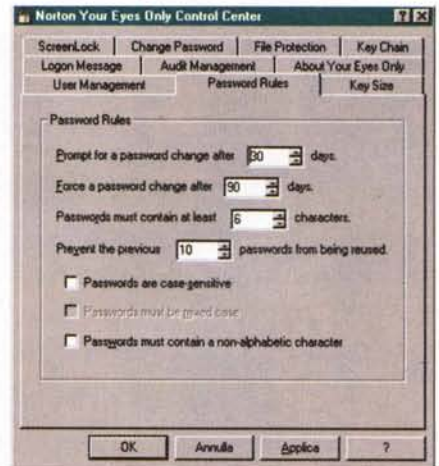 Norton Your Eyes Only Control Center
ScreenLock Change Password File Protection Key Chain
Logon Message Audit Management About Your Eyes Only
User Management Password Rules Key Size
Password Rules
Prompt for a password change after 30 days.
Force a password change after 90 days.
Passwords must contain at least 6 characters.
Prevent the previous 10 passwords from being reused.
Passwords are case-sensitive
Passwords must be mixed case
Passwords must contain a non-alphabetic character
OK Annulla Applica ?